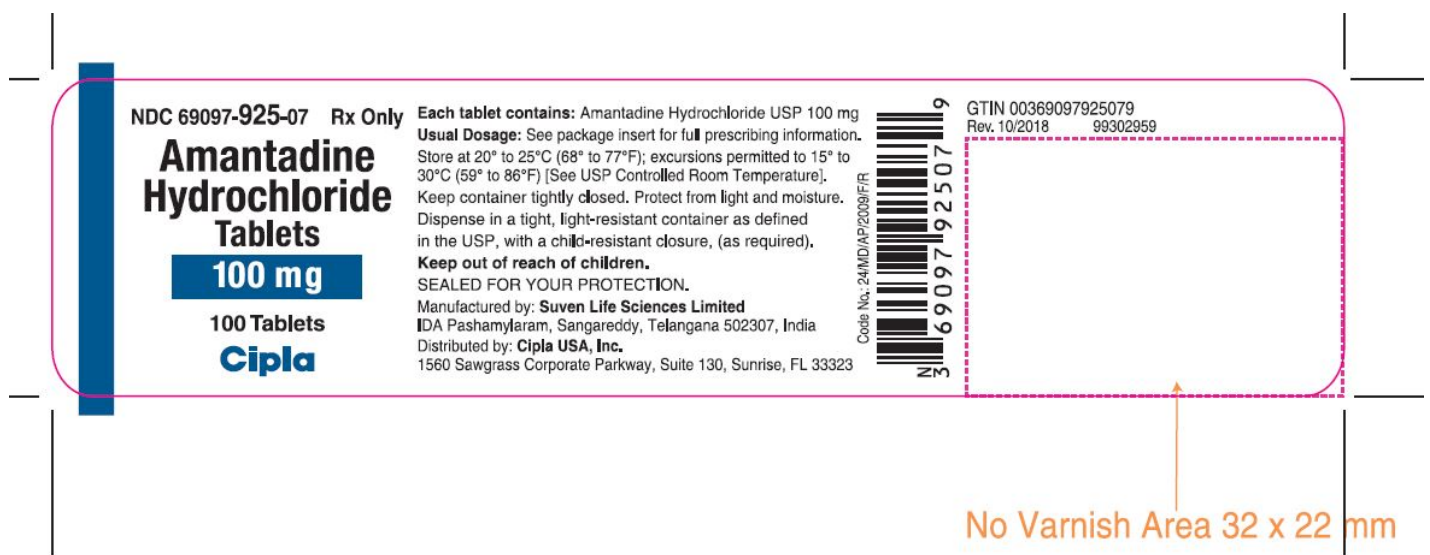 NDC 69097-925-07 Rx Only
Amantadine
Hydrochloride
Tablets
100 mg
100 Tablets
Cipla
Each tablet contains: Amantadine Hydrochloride USP 100 mg
Usual Dosage: See package insert for full prescribing information.
Store at 20° to 25°C (68° to 77°F); excursions permitted to 15° to
30°C (59° to 86°F) [See USP Controlled Room Temperature].
Keep container tightly closed. Protect from light and moisture.
Dispense in a tight, light-resistant container as defined
in the USP, with a child-resistant closure, (as required).
Keep out of reach of children.
SEALED FOR YOUR PROTECTION.
Manufactured by: Suven Life Sciences Limited
IDA Pashamylaram, Sangareddy, Telangana 502307, India
Distributed by: Cipla USA, Inc.
1560 Sawgrass Corporate Parkway, Suite 130, Sunrise, FL 33323
Code No.: 24/MD/AP/2009/F/R
N
3 69097 92507 9
GTIN 00369097925079
Rev. 10/2018 99302959
No Varnish Area 32 x 22 mm